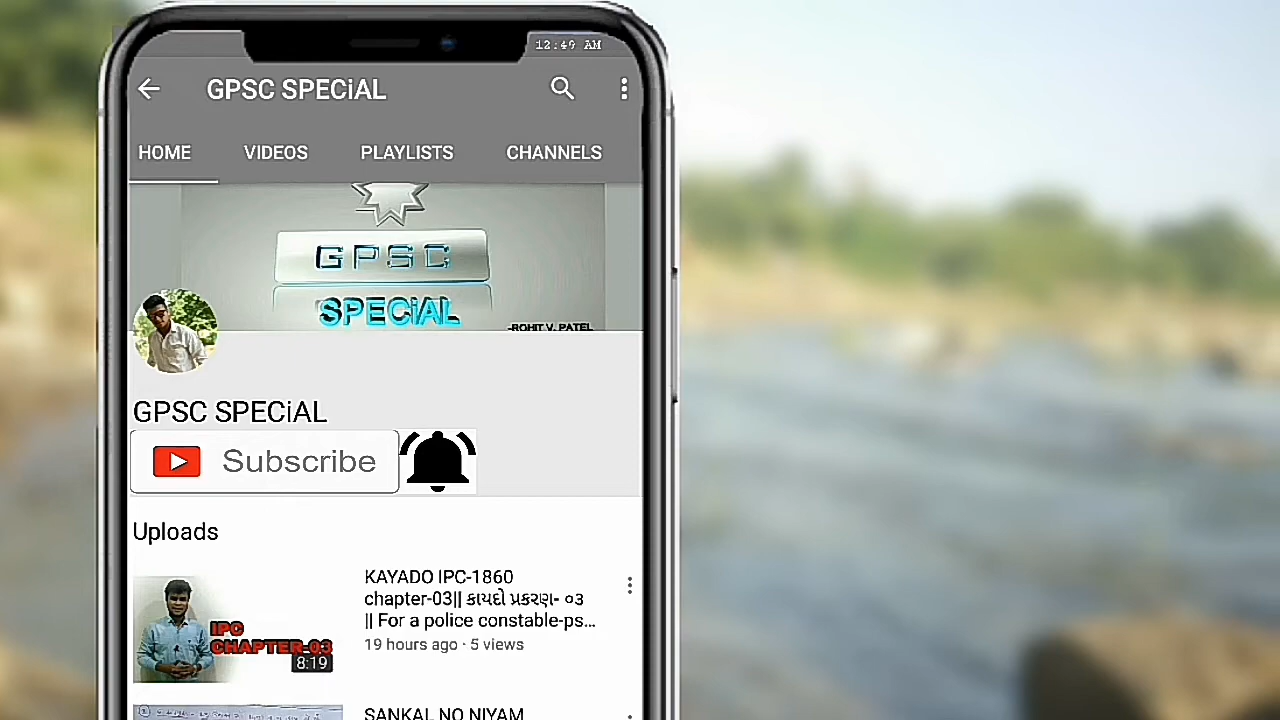 12:49 AM
GPSC SPECiAL
HOME VIDEOS PLAYLISTS CHANNELS
GPSC
SPECiAL
-ROHIT V. PATEL
GPSC SPECiAL
Subscribe
Uploads
KAYADO IPC-1860
chapter-03|| કાયદો પ્રકરણ- ૦૩
|| For a police constable-ps...
19 hours ago · 5 views
IPC
CHAPTER-03
8:19
SANKAL NO NIYAM